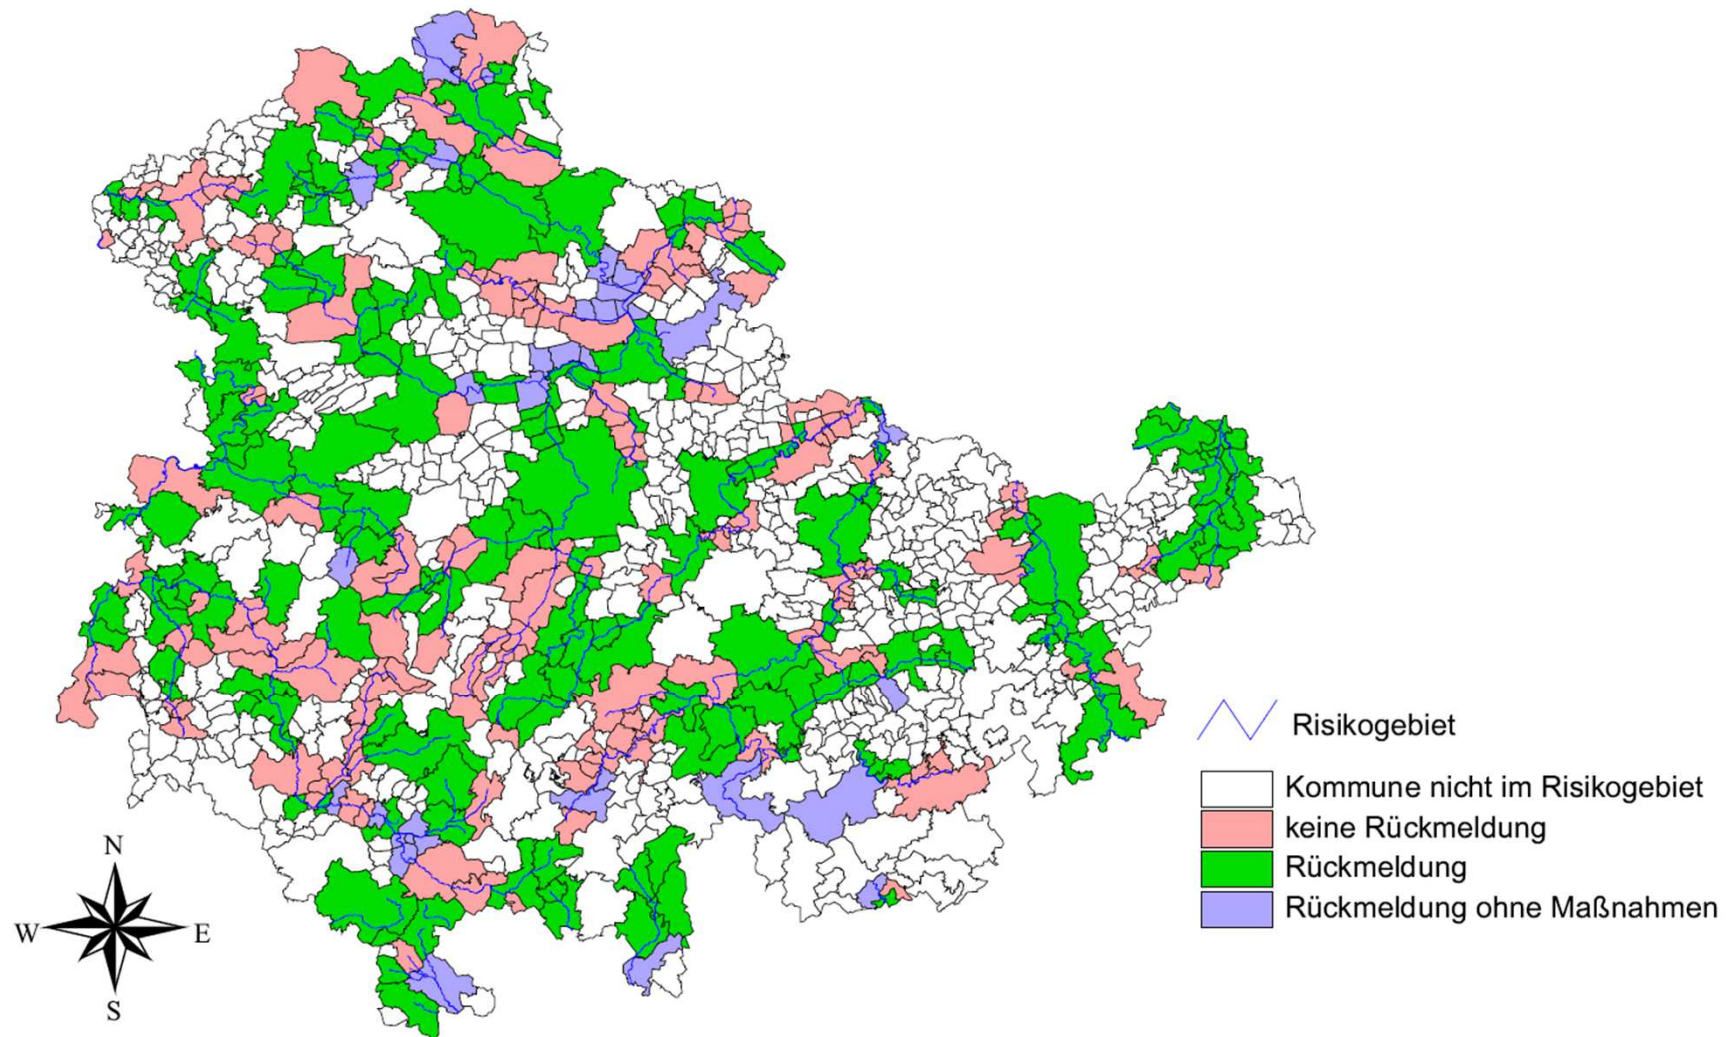 Risikogebiet
Kommune nicht im Risikogebiet
keine Rückmeldung
Rückmeldung
Rückmeldung ohne Maßnahmen
N
W E
S